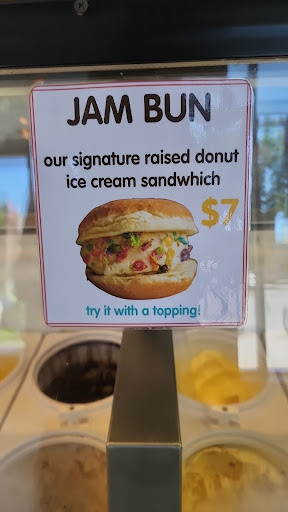 JAM BUN
our signature raised donut
ice cream sandwhich
$7
try it with a topping!